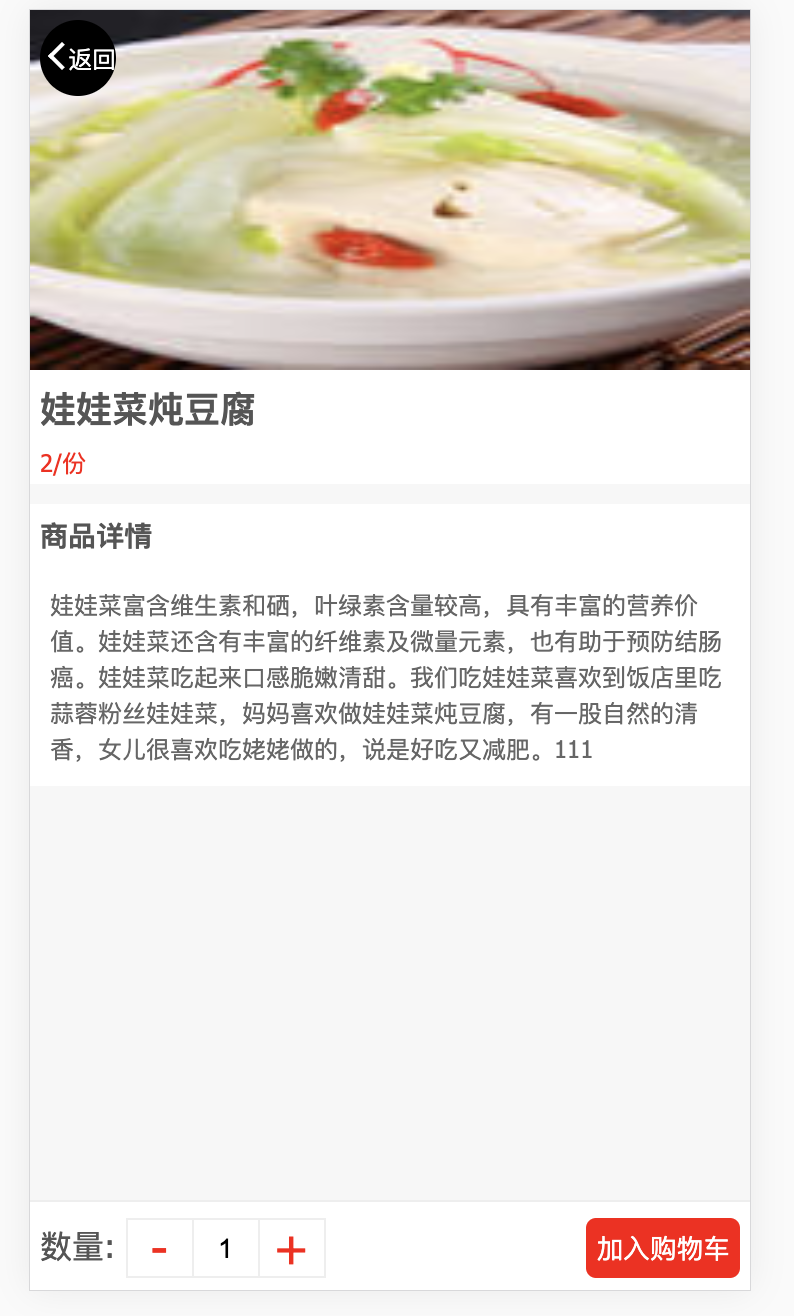 返回
娃娃菜炖豆腐
2/份
商品详情
娃娃菜富含维生素和硒，叶绿素含量较高，具有丰富的营养价
值。娃娃菜还含有丰富的纤维素及微量元素，也有助于预防结肠
癌。娃娃菜吃起来口感脆嫩清甜。我们吃娃娃菜喜欢到饭店里吃
蒜蓉粉丝娃娃菜，妈妈喜欢做娃娃菜炖豆腐，有一股自然的清
香，女儿很喜欢吃姥姥做的，说是好吃又减肥。111
数量: - 1 + 加入购物车